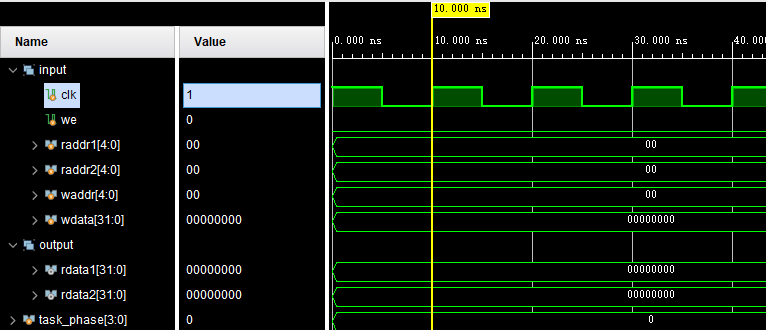 10.000 ns
Name Value
0.000 ns 10.000 ns 20.000 ns 30.000 ns 40.000
input
clk 1
we 0
raddr1[4:0] 00 00
raddr2[4:0] 00 00
waddr[4:0] 00 00
wdata[31:0] 00000000 00000000
output
rdata1[31:0] 00000000 00000000
rdata2[31:0] 00000000 00000000
task_phase[3:0] 0 0